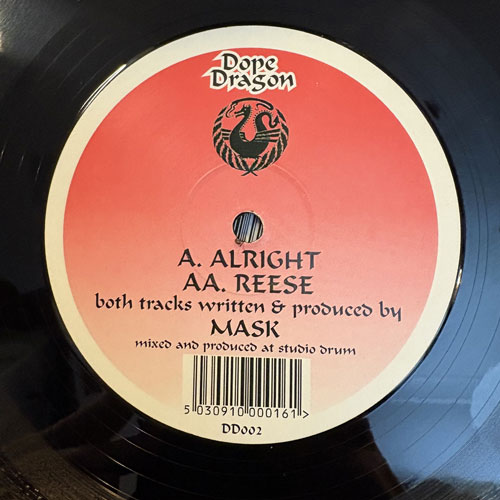 Dope
Dragon
A. ALRIGHT
AA. REESE
both tracks written & produced by
MASK
mixed and produced at studio drum
5 030910 000161 >
DD002